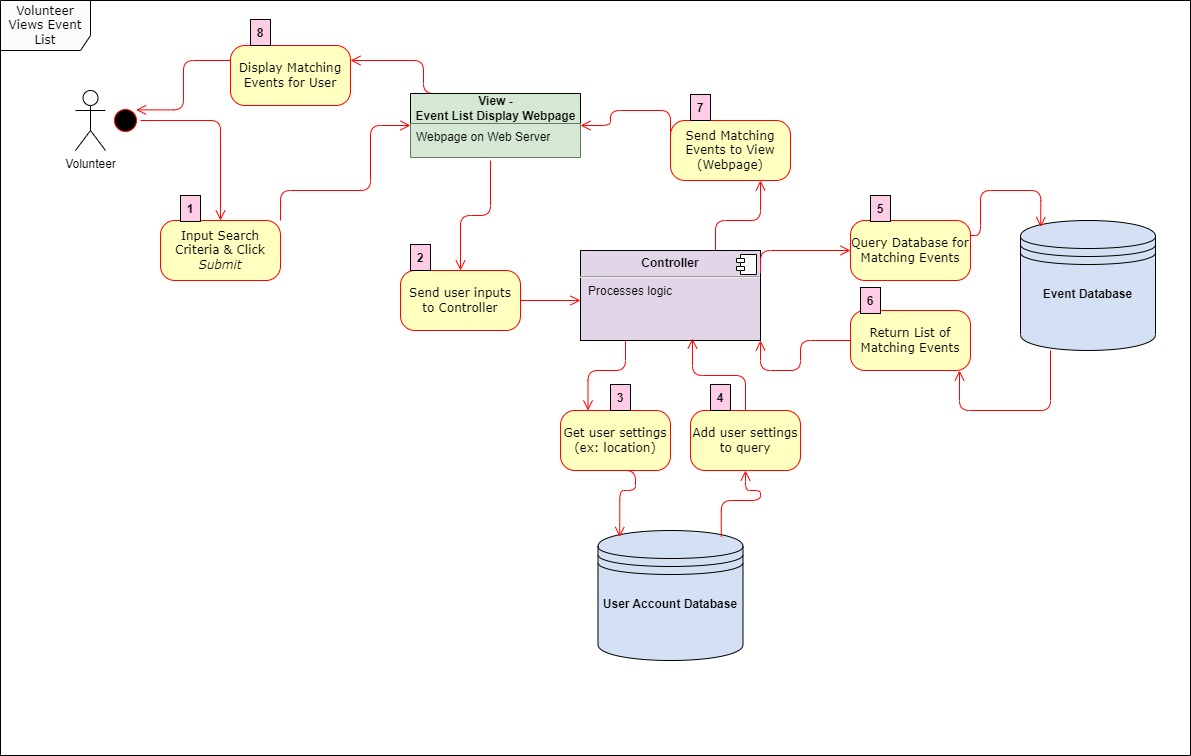 Volunteer
Views Event
List
8
Display Matching
Events for User
Volunteer
View -
Event List Display Webpage
Webpage on Web Server
7
Send Matching
Events to View
(Webpage)
1
Input Search
Criteria & Click
Submit
2
Send user inputs
to Controller
Controller
Processes logic
5
Query Database for
Matching Events
6
Return List of
Matching Events
Event Database
3
Get user settings
(ex: location)
4
Add user settings
to query
User Account Database